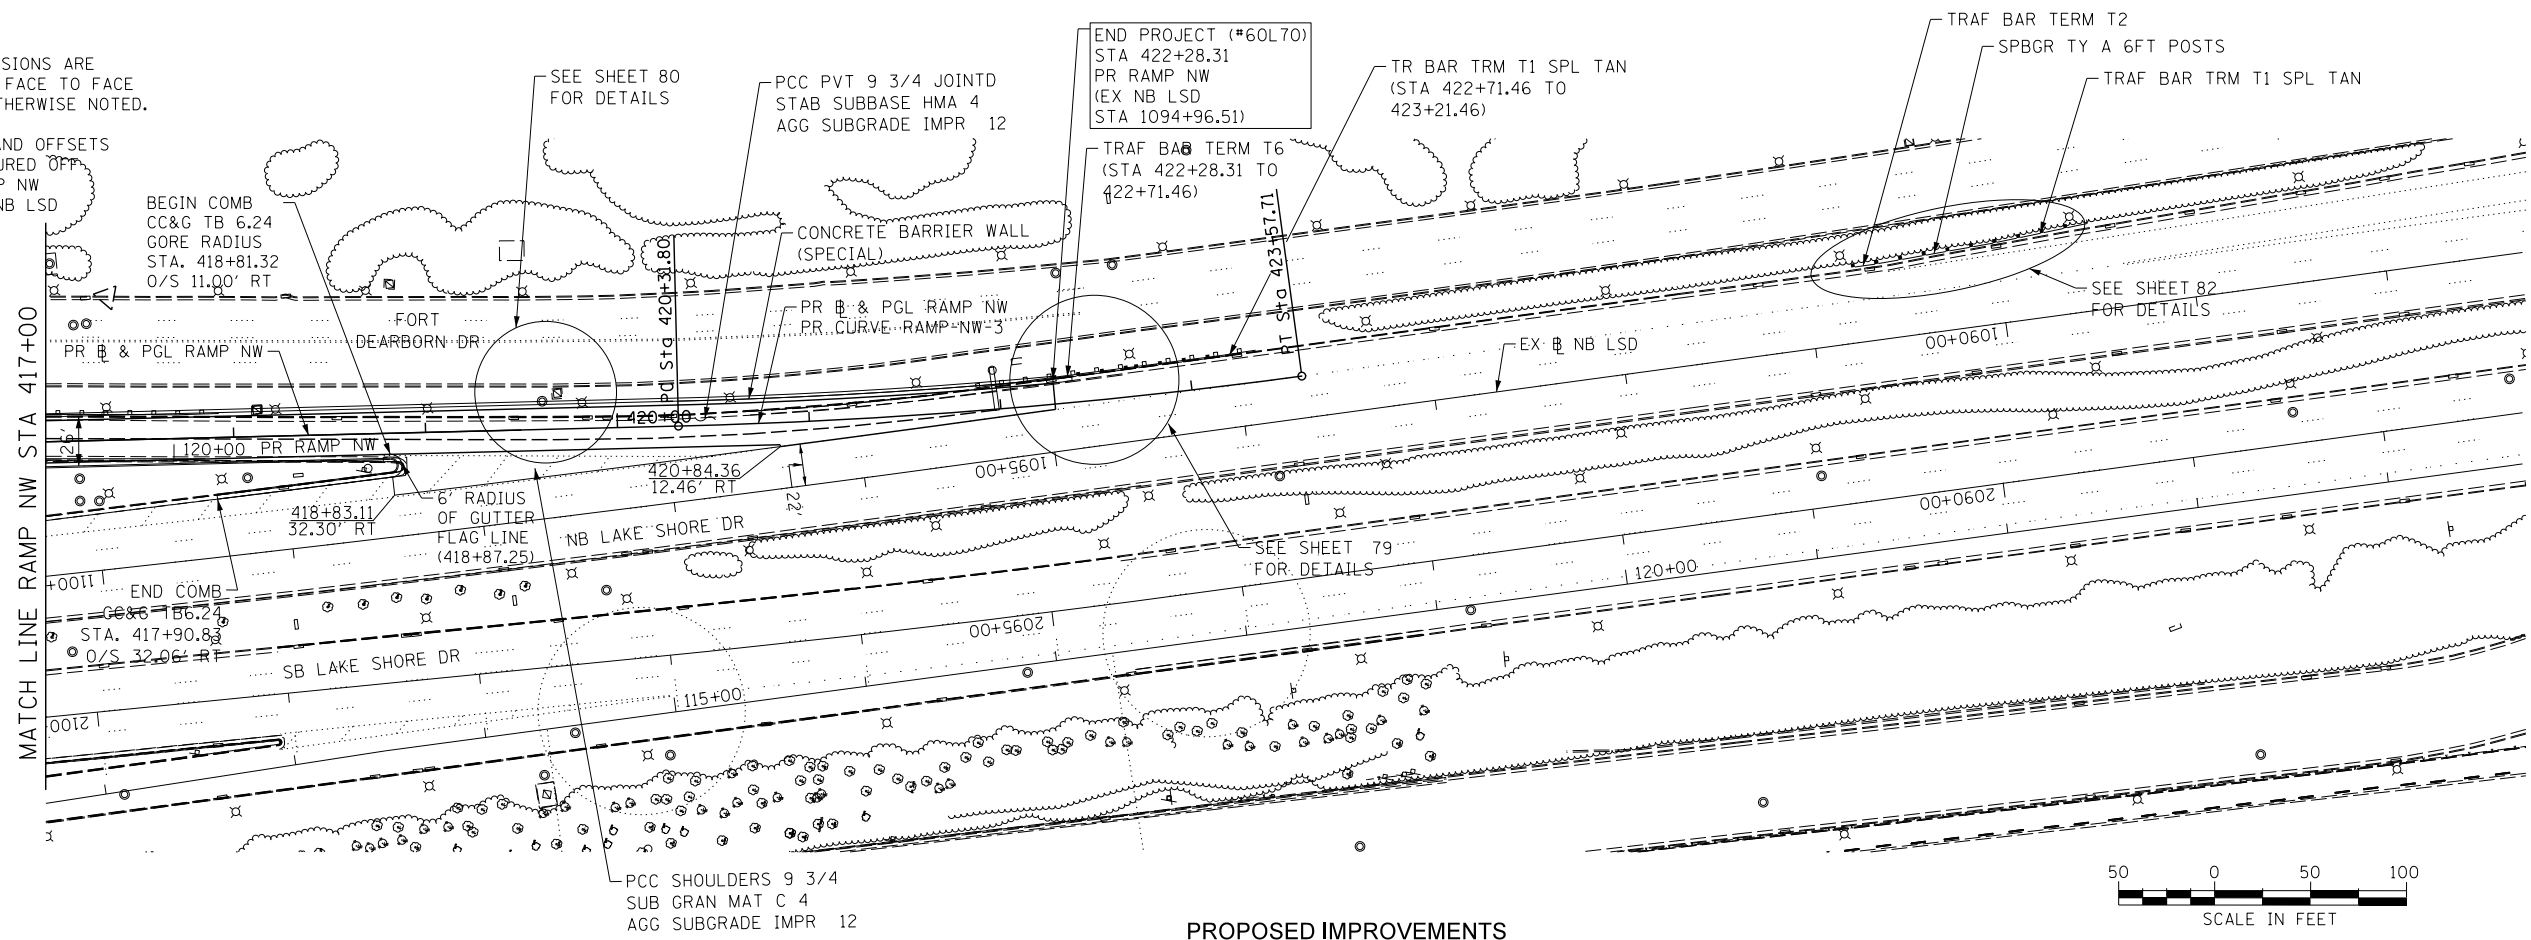 SIONS ARE
FACE TO FACE
THERWISE NOTED.
AND OFFSETS
URED OFF
P NW
NB LSD
BEGIN COMB
CC&G TB 6.24
GORE RADIUS
STA. 418+81.32
O/S 11.00' RT
SEE SHEET 80
FOR DETAILS
PCC PVT 9 3/4 JOINTD
STAB SUBBASE HMA 4
AGG SUBGRADE IMPR 12
END PROJECT (#60L70)
STA 422+28.31
PR RAMP NW
(EX NB LSD
STA 1094+96.51)
TRAF BAR TERM T6
(STA 422+28.31 TO
422+71.46)
TR BAR TRM T1 SPL TAN
(STA 422+71.46 TO
423+21.46)
TRAF BAR TERM T2
SPBGR TY A 6FT POSTS
TRAF BAR TRM T1 SPL TAN
CONCRETE BARRIER WALL
(SPECIAL)
PR B & PGL RAMP NW
PR CURVE RAMP-NW-3
FORT
DEARBORN DR
PR B & PGL RAMP NW
Sta 420+31.80
PT Sta 423+57.71
SEE SHEET 82
FOR DETAILS
EX B NB LSD
1090+00
MATCH LINE RAMP NW STA 417+00
26'
120+00 PR RAMP NW
420+00
420+84.36
12.46' RT
22'
1095+00
418+83.11
32.30' RT
6' RADIUS
OF GUTTER
FLAG LINE
(418+87.25)
NB LAKE SHORE DR
SEE SHEET 79
FOR DETAILS
2090+00
120+00
+1100
END COMB
CC&G TB6.24
STA. 417+90.83
O/S 32.06' RT
SB LAKE SHORE DR
2095+00
2100
115+00
PCC SHOULDERS 9 3/4
SUB GRAN MAT C 4
AGG SUBGRADE IMPR 12
PROPOSED IMPROVEMENTS
50 0 50 100
SCALE IN FEET